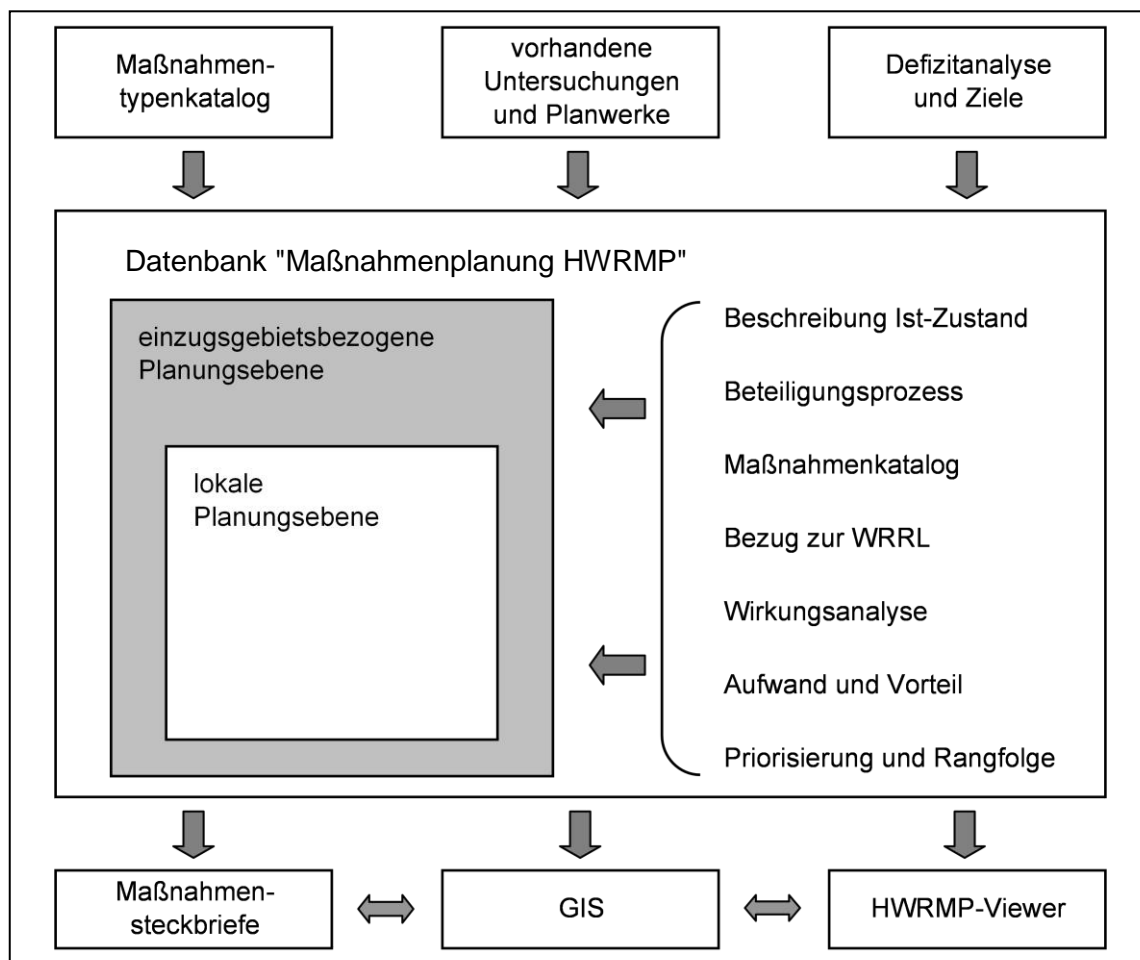 Maßnahmen-
typenkatalog
vorhandene
Untersuchungen
und Planwerke
Defizitanalyse
und Ziele
Datenbank "Maßnahmenplanung HWRMP"
einzugsgebietsbezogene
Planungsebene
lokale
Planungsebene
Beschreibung Ist-Zustand
Beteiligungsprozess
Maßnahmenkatalog
Bezug zur WRRL
Wirkungsanalyse
Aufwand und Vorteil
Priorisierung und Rangfolge
Maßnahmen-
steckbriefe
GIS
HWRMP-Viewer